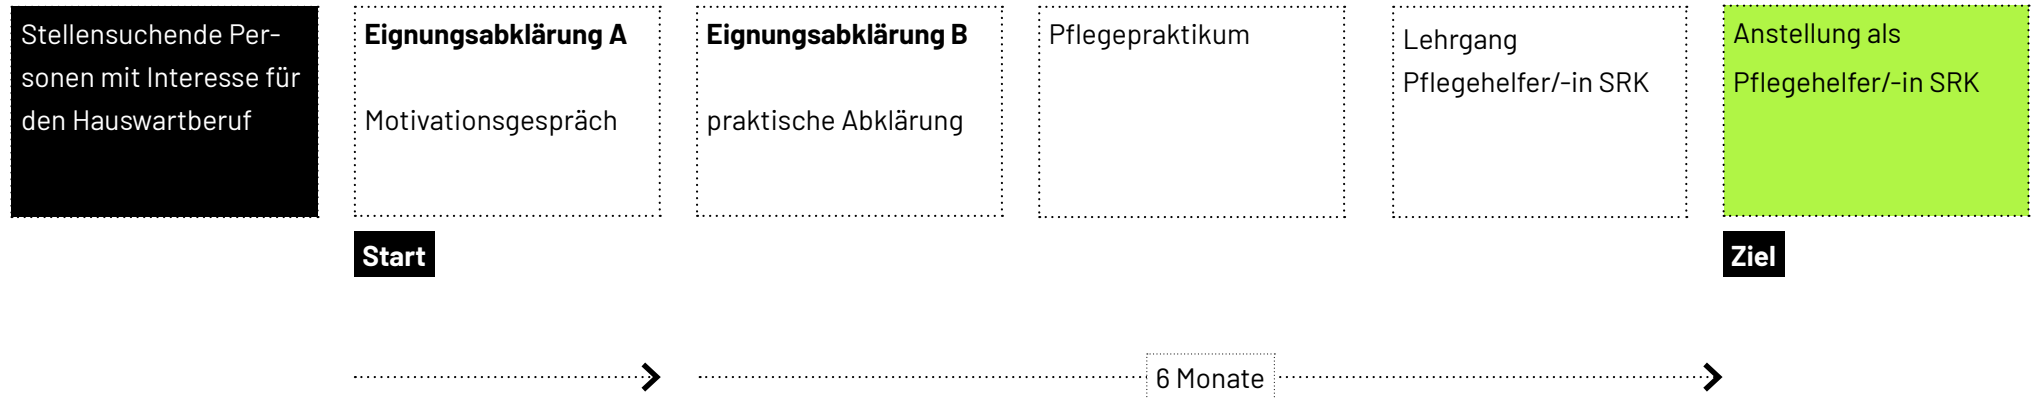 Stellensuchende Per-
sonen mit Interesse für
den Hauswartberuf
Eignungsabklärung A
Motivationsgespräch
Eignungsabklärung B
praktische Abklärung
Pflegepraktikum
Lehrgang
Pflegehelfer/-in SRK
Anstellung als
Pflegehelfer/-in SRK
Start
Ziel
6 Monate